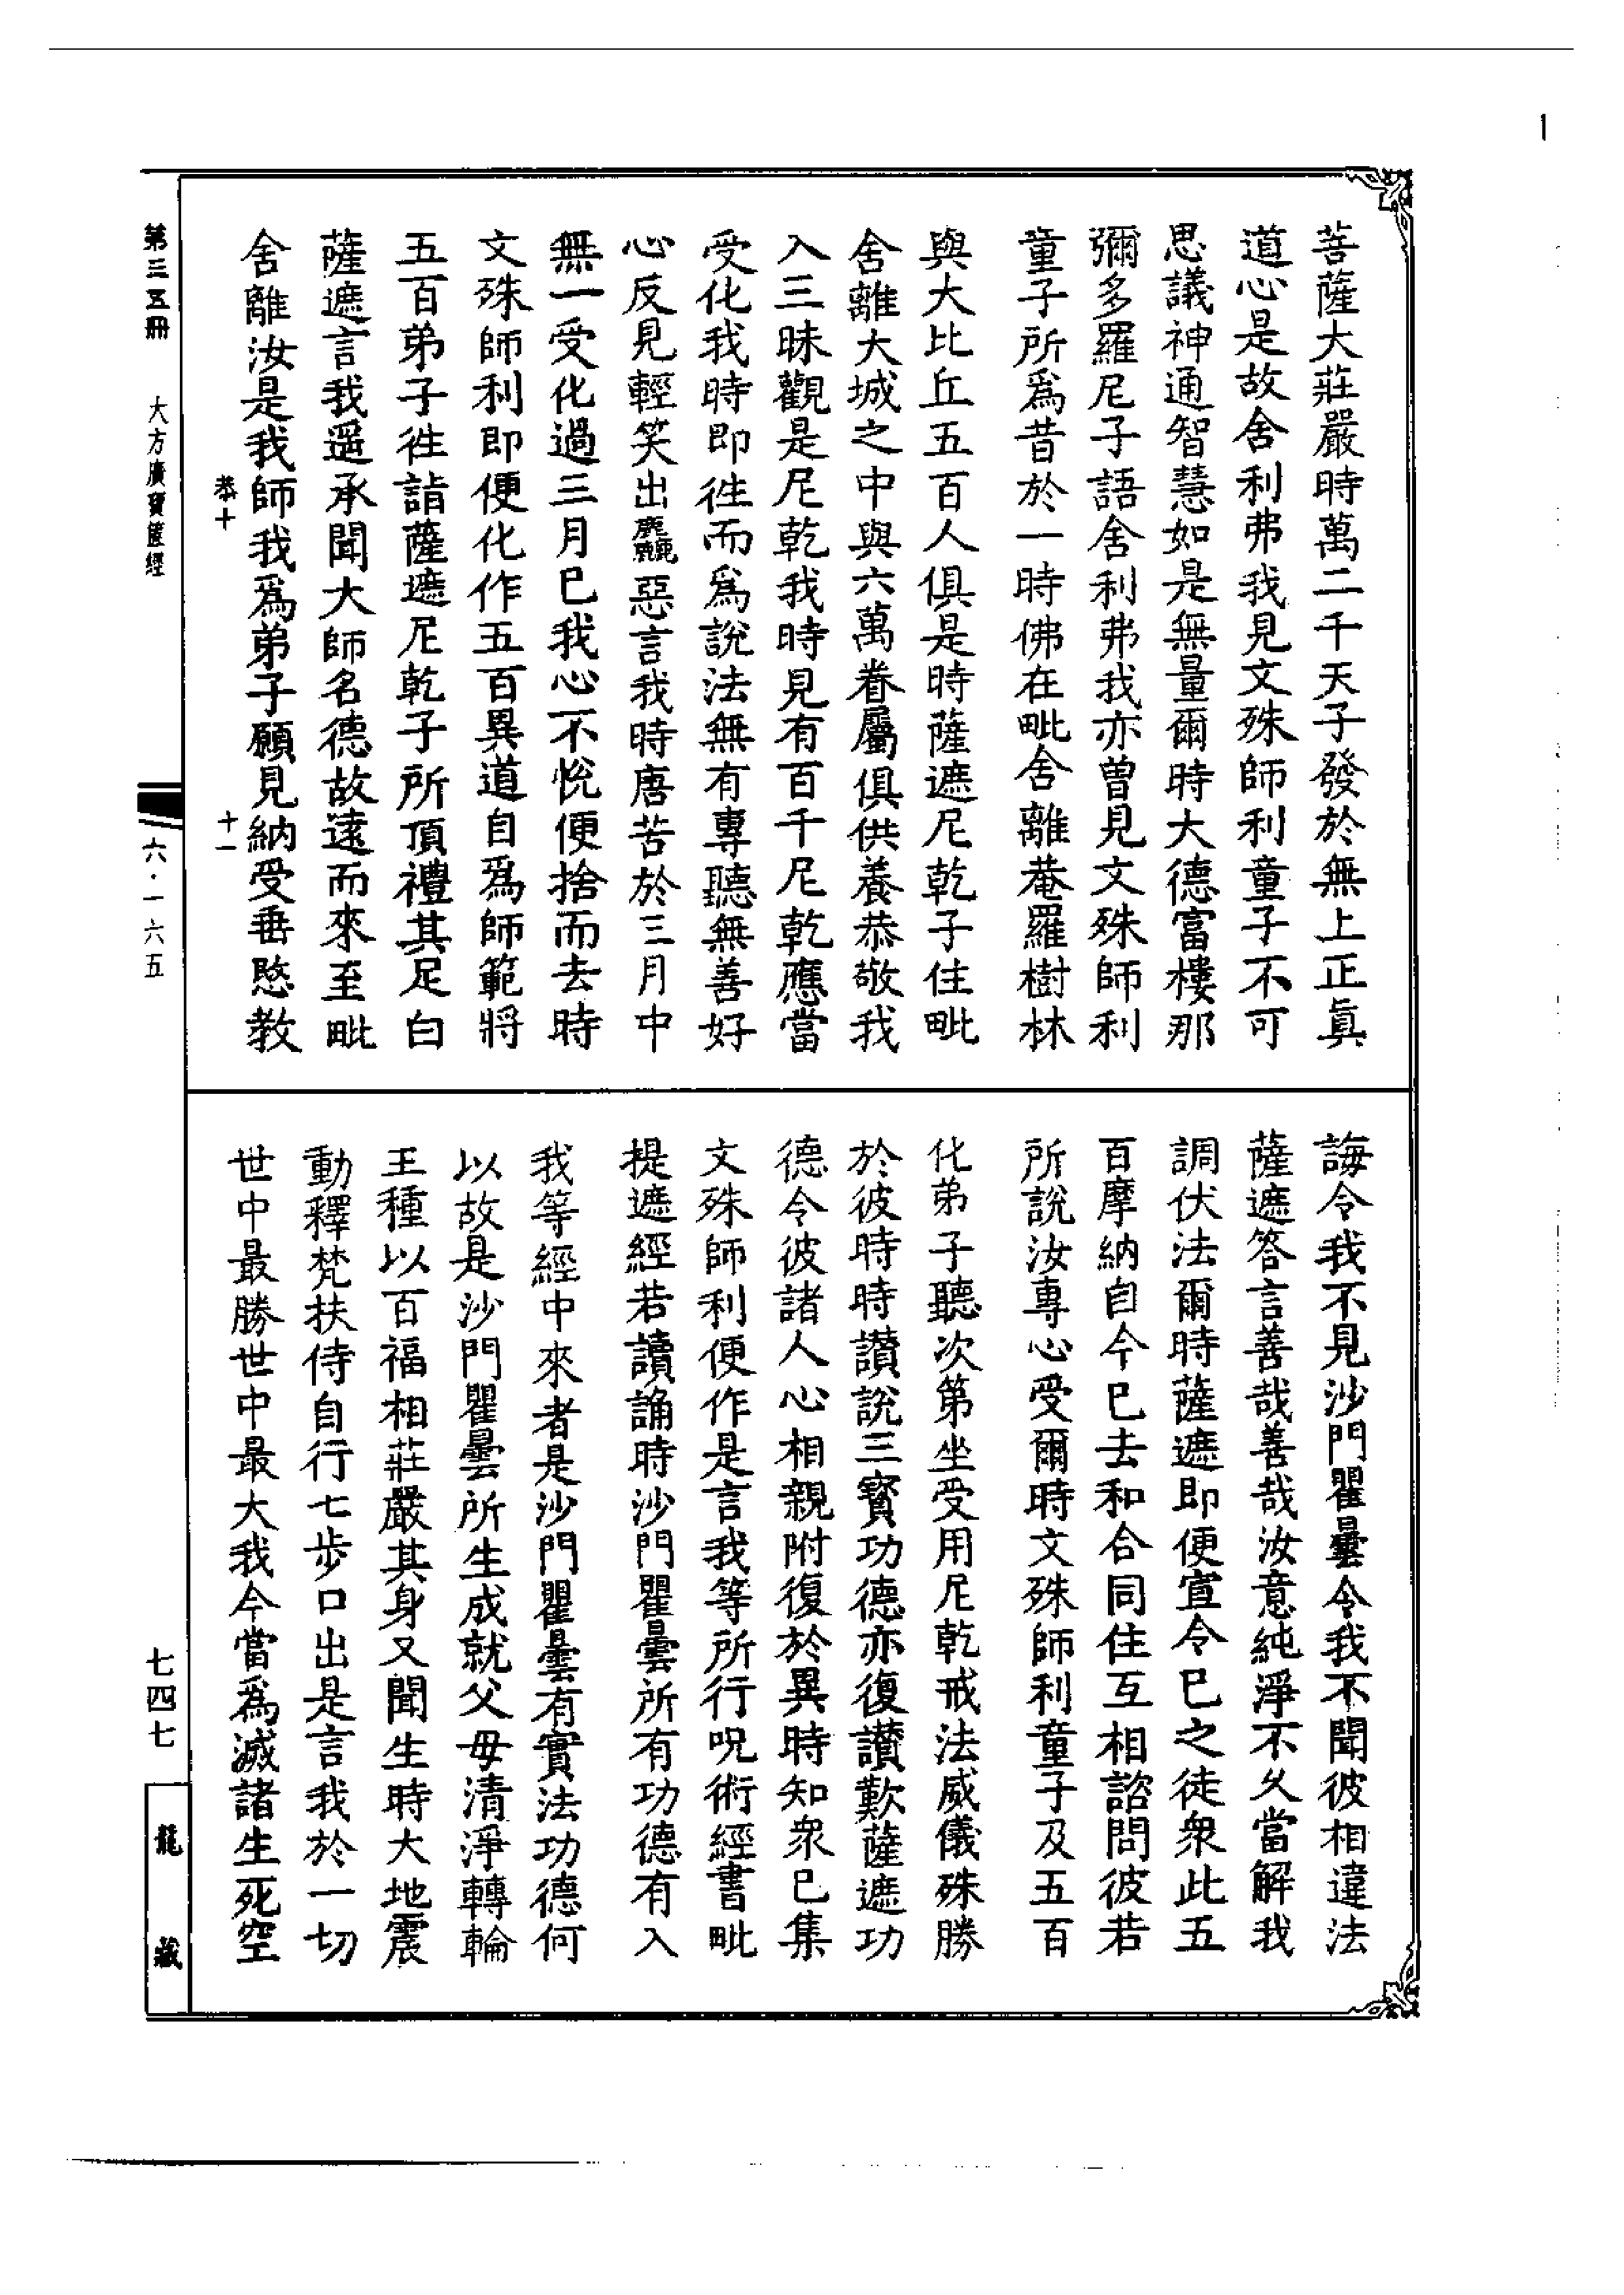 1
菩薩大莊嚴時萬二千天子發於無上正眞
道心是故舍利弗我見文殊師利童子不可
思議神通智慧如是無量爾時大德富樓那
彌多羅尼子語舍利弗我亦曾見文殊師利
童子所爲昔於一時佛在毗舍離菴羅樹林
與大比丘五百人俱是時薩遮尼乾子住毗
舍離大城之中與六萬眷屬俱供養恭敬我
入三昧觀是尼乾我時見有百千尼乾應當
受化我時即徃而爲說法無有專聽無善好
心反見輕笑出麤惡言我時唐苦於三月中
無一受化過三月已我心不悅便捨而去時
文殊師利即便化作五百異道自爲師範將
五百弟子徃詣薩遮尼乾子所頂禮其足白
薩遮言我遥承聞大師名德故遠而來至毗
舍離汝是我師我爲弟子願見納受垂愍教
恭十　十一
誨令我不見沙門瞿曇令我不聞彼相違法
薩遮答言善哉善哉汝意純淨不久當解我
調伏法爾時薩遮即便宣令已之徒衆此五
百摩納自今已去和合同住互相諮問彼若
所說汝專心受爾時文殊師利童子及五百
化弟子聽次第坐受用尼乾戒法威儀殊勝
於彼時時讃說三寶功德亦復讃歎薩遮功
德令彼諸人心相親附復於異時知衆已集
文殊師利便作是言我等所行呪術經書毗
提遮經若讀誦時沙門瞿曇所有功德有入
我等經中來者是沙門瞿曇有實法功德何
以故是沙門瞿曇所生成就父母清淨轉輪
王種以百福相莊嚴其身又聞生時大地震
動釋梵扶侍自行七步口出是言我於一切
世中最勝世中最大我今當爲滅諸生死空
第三五冊　大方廣寶篋經　六·一六五　七四七　龍藏